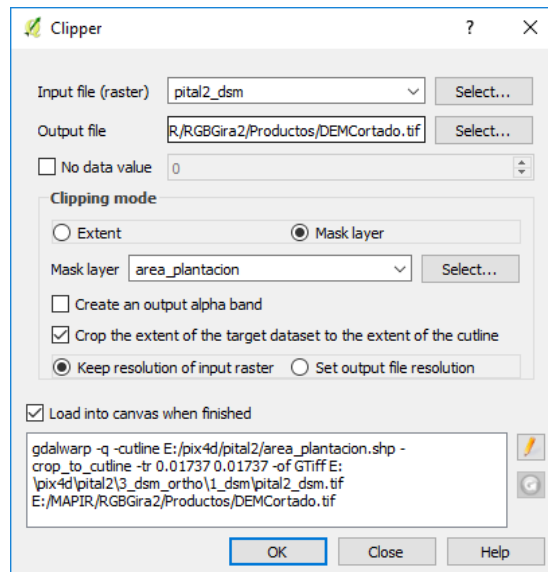 Clipper
?
Input file (raster) pital2_dsm Select...
Output file R/RGBGira2/Productos/DEMCortado.tif Select...
No data value 0
Clipping mode
Extent Mask layer
Mask layer area_plantacion Select...
Create an output alpha band
Crop the extent of the target dataset to the extent of the cutline
Keep resolution of input raster Set output file resolution
Load into canvas when finished
gdalwarp -q -cutline E:/pix4d/pital2/area_plantacion.shp -
crop_to_cutline -tr 0.01737 0.01737 -of GTiff E:
\pix4d\pital2\3_dsm_ortho\1_dsm\pital2_dsm.tif
E:/MAPIR/RGBGira2/Productos/DEMCortado.tif
OK Close Help